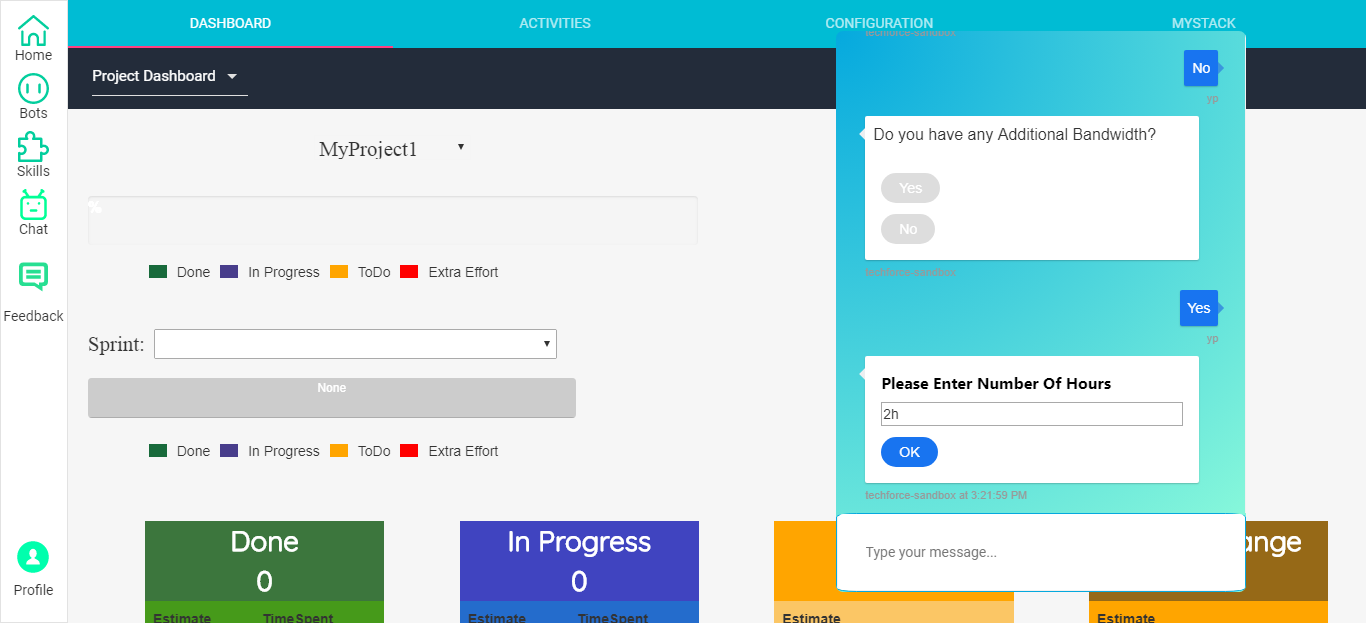 DASHBOARD
ACTIVITIES
CONFIGURATION
MYSTACK
Home
Bots
Skills
Chat
Feedback
Profile
Project Dashboard
MyProject1
%
Done
In Progress
ToDo
Extra Effort
Sprint:
None
Done
In Progress
ToDo
Extra Effort
Done
0
Estimate
TimeSpent
In Progress
0
Estimate
TimeSpent
Estimate
ange
Estimate
techforce-sandbox
No
yp
Do you have any Additional Bandwidth?
Yes
No
techforce-sandbox
Yes
yp
Please Enter Number Of Hours
2h
OK
techforce-sandbox at 3:21:59 PM
Type your message...